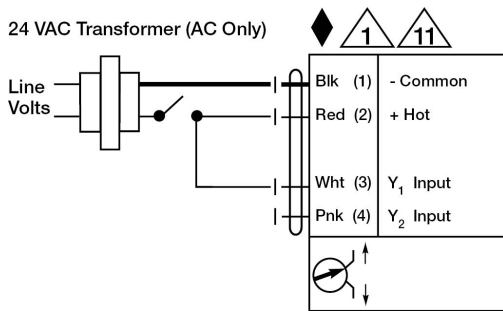 24 VAC Transformer (AC Only)
1
11
Line
Volts
Blk (1) - Common
Red (2) + Hot
Wht (3) Y1 Input
Pnk (4) Y2 Input